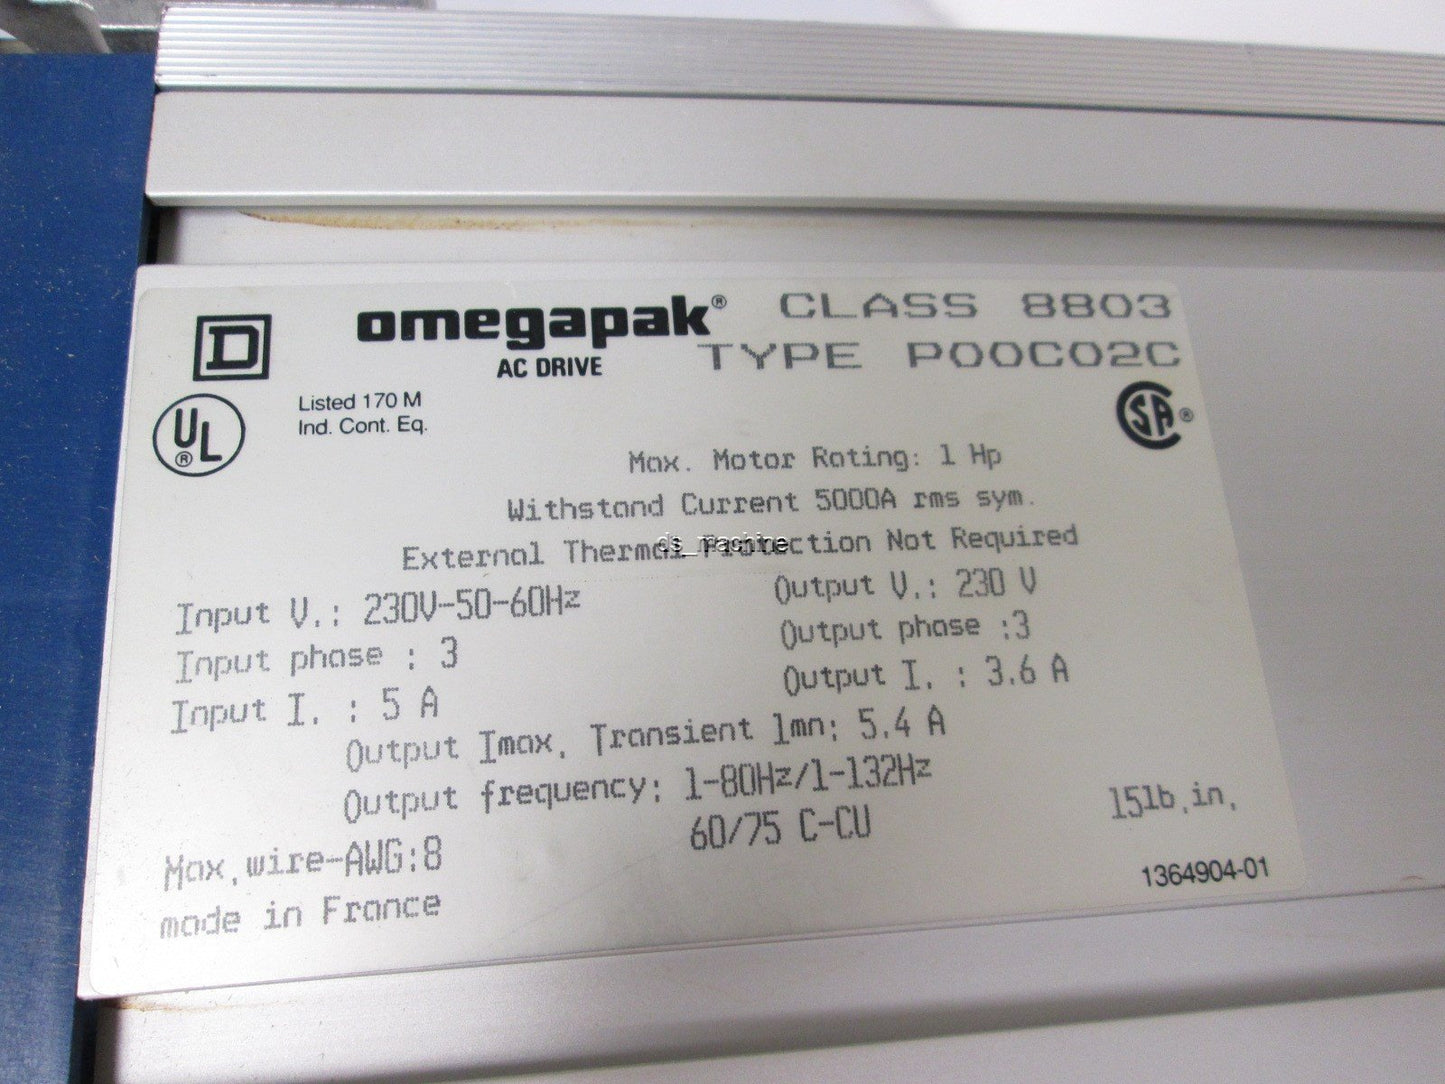 D
omegapak® CLASS 8803
AC DRIVE TYPE P00C02C
UL®
Listed 170 M
Ind. Cont. Eq.
SA®
Max. Motor Rating: 1 Hp
Withstand Current 5000A rms sym.
External Thermal Protection Not Required
ds_machine
Input V.: 230V-50-60Hz Output V.: 230 V
Input phase : 3 Output phase :3
Input I. : 5 A Output I. : 3.6 A
Output Imax. Transient 1mn: 5.4 A
Output frequency: 1-80Hz/1-132Hz
Max.wire-AWG:8 60/75 C-CU 15lb.in.
made in France 1364904-01